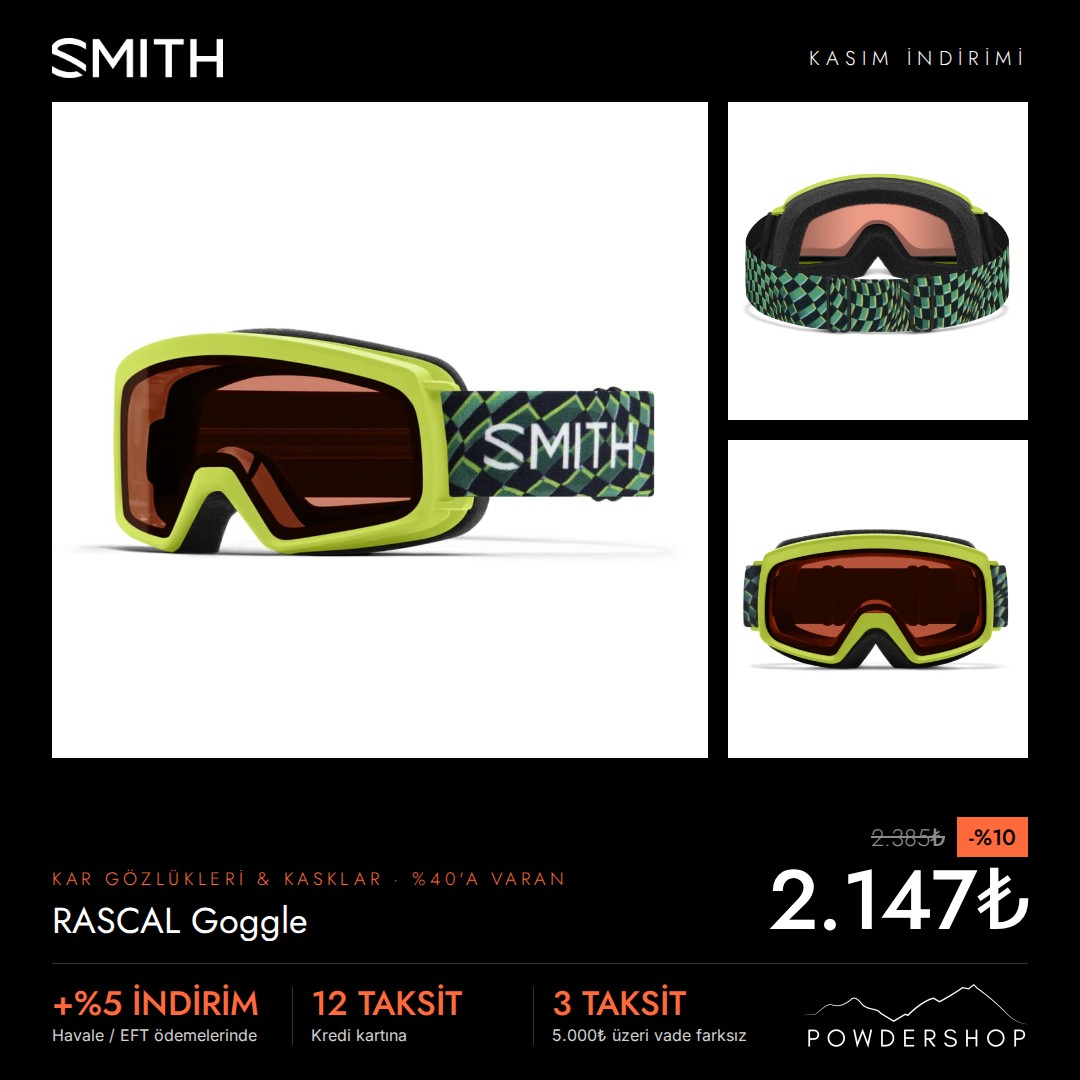 SMITH
KASIM İNDİRİMİ
SMITH
2.385₺
-%10
KAR GÖZLÜKLERİ & KASKLAR · %40'A VARAN
2.147₺
RASCAL Goggle
+%5 İNDİRİM
Havale / EFT ödemelerinde
12 TAKSİT
Kredi kartına
3 TAKSİT
5.000₺ üzeri vade farksız
POWDERSHOP